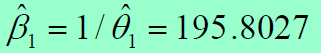 β̂₁ = 1 / θ̂₁ = 195.8027